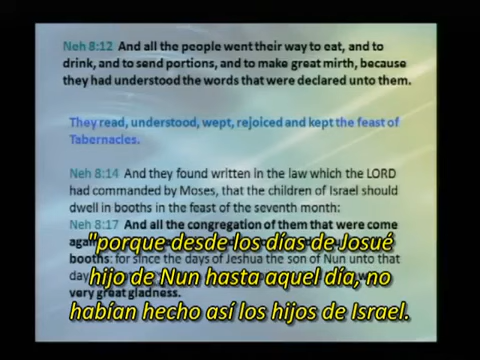 Neh 8:12 And all the people went their way to eat, and to
drink, and to send portions, and to make great mirth, because
they had understood the words that were declared unto them.
They read, understood, wept, rejoiced and kept the feast of
Tabernacles.
Neh 8:14 And they found written in the law which the LORD
had commanded by Moses, that the children of Israel should
dwell in booths in the feast of the seventh month:
Neh 8:17 And all the congregation of them that were come
"porque desde los días de Josué
booths: for since the days of Jeshua the son of Nun unto that
hijo de Nun hasta aquel día, no
very great gladness.
habían hecho así los hijos de Israel.